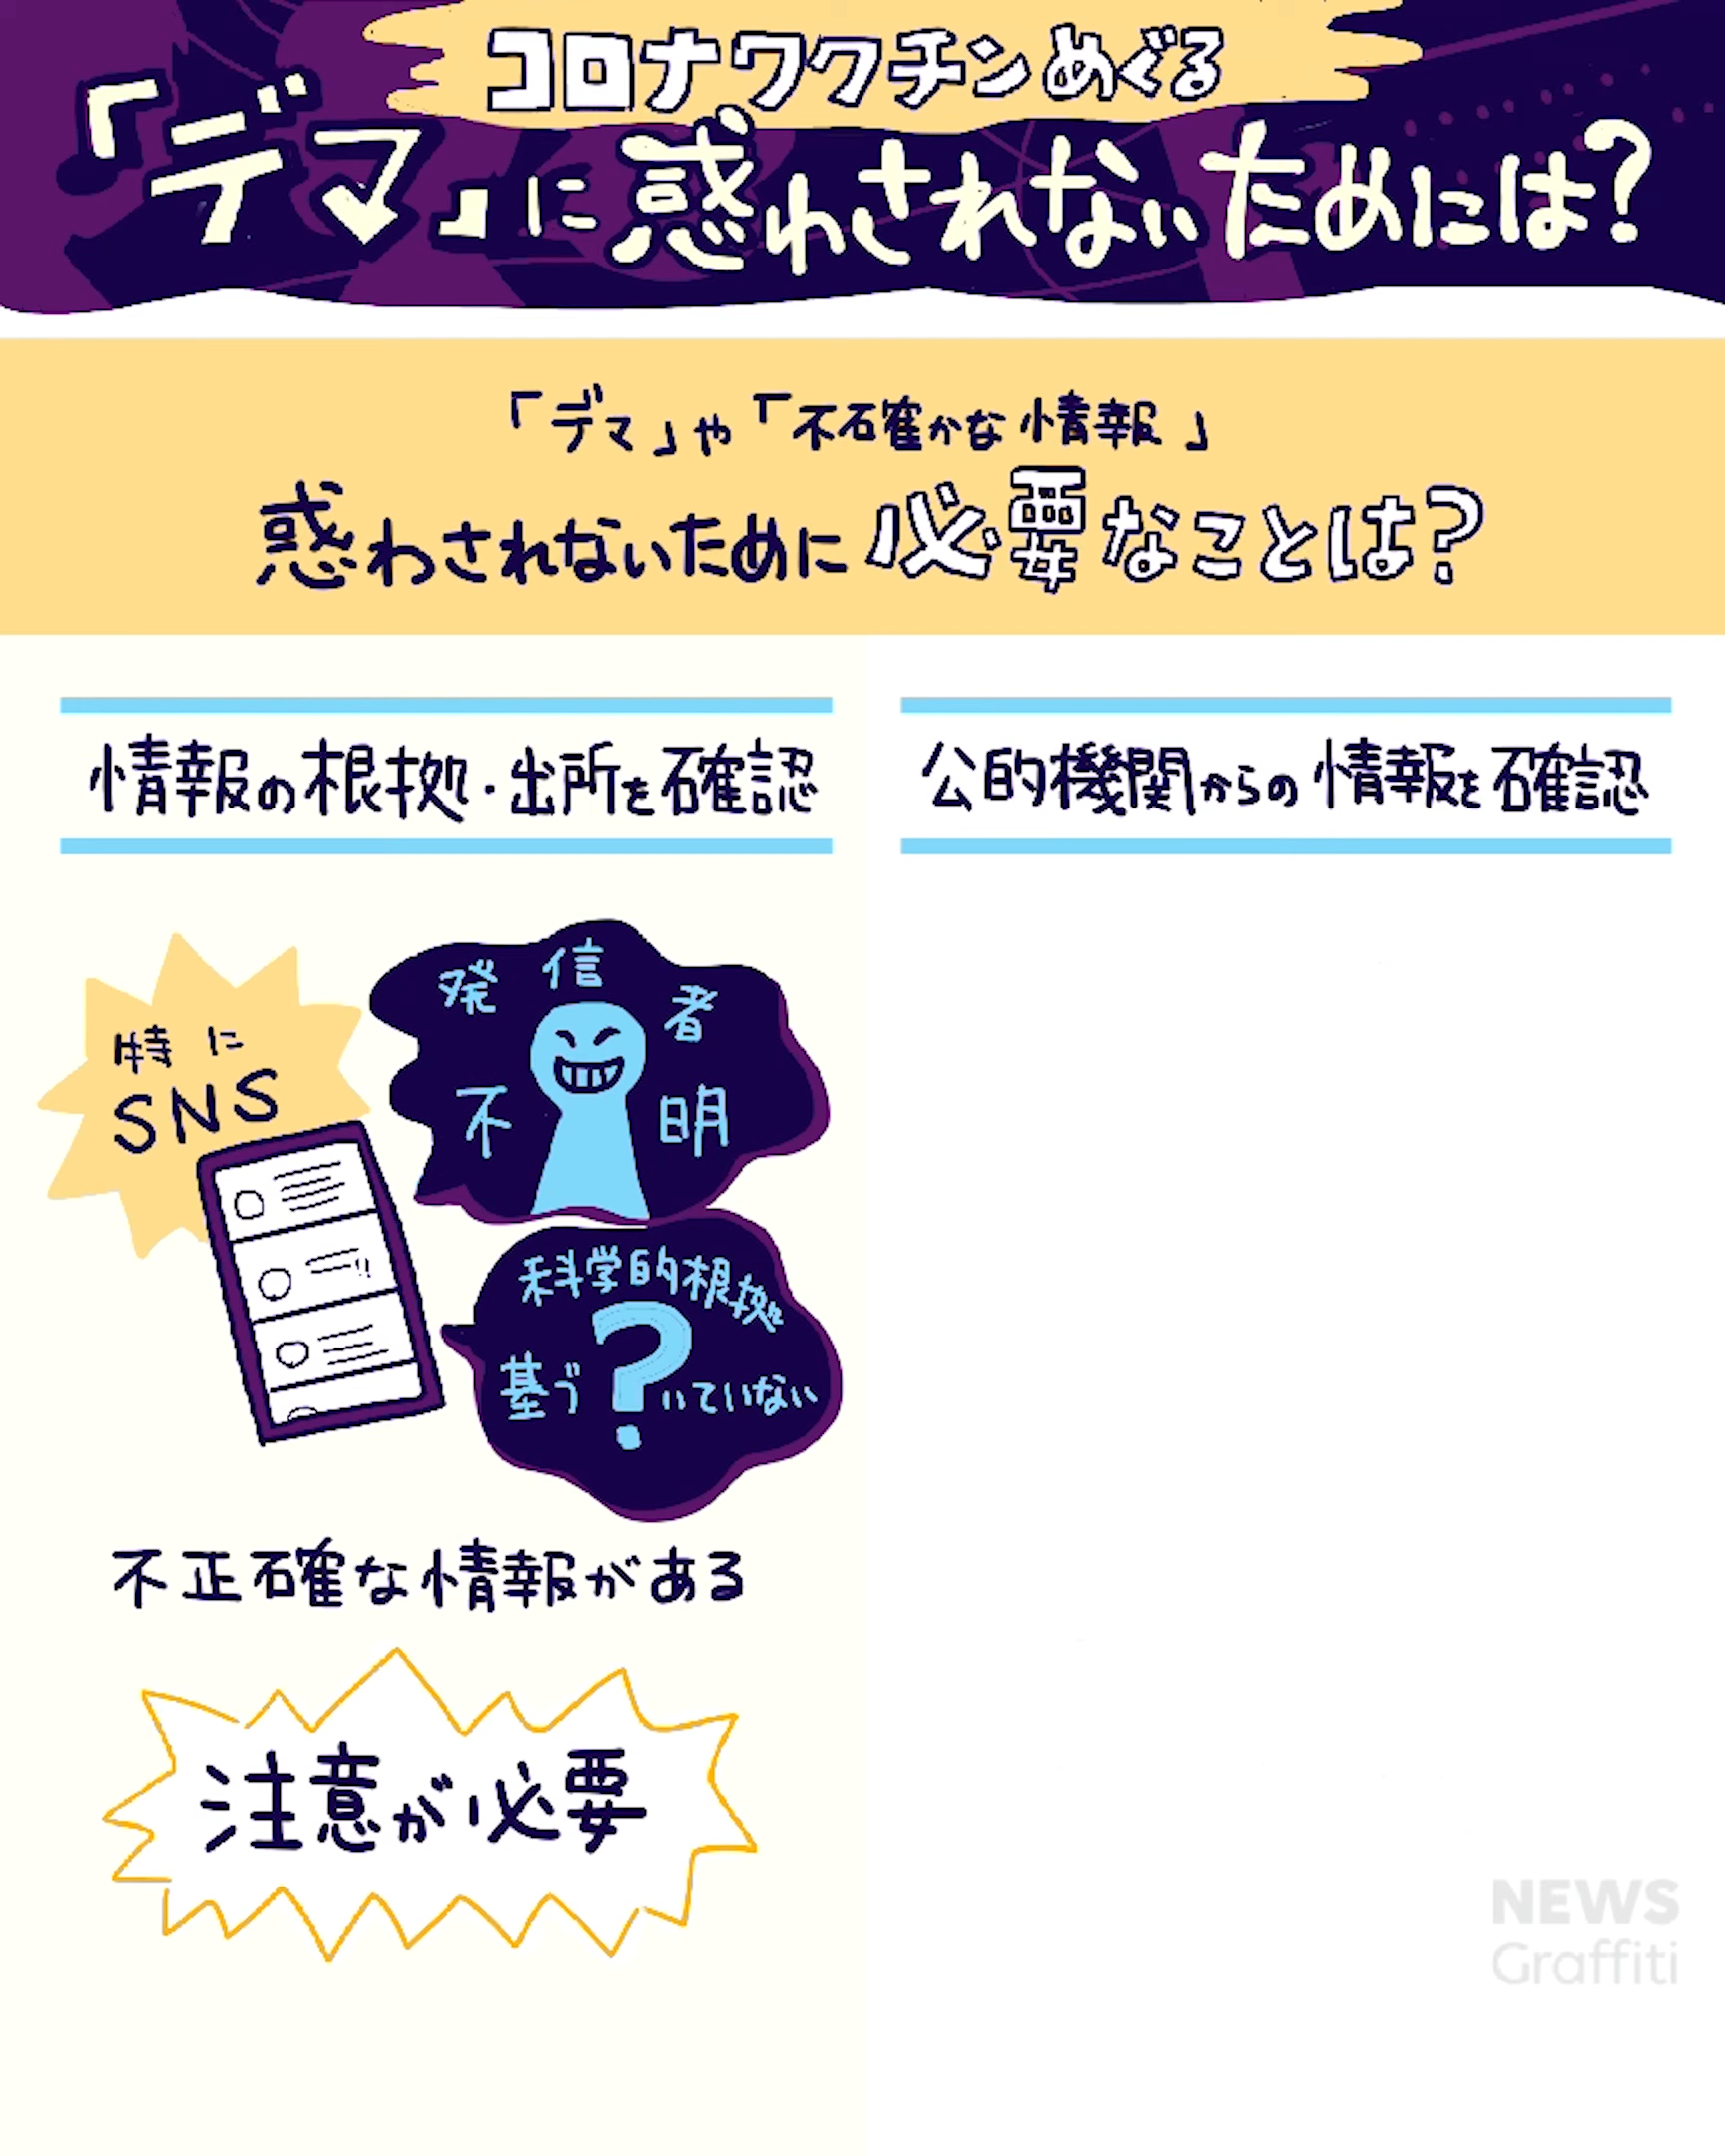 コロナワクチンめぐる
「デマ」に惑わされないためには?
「デマ」や「不確かな情報」
惑わされないために必要なことは?
情報の根拠・出所を確認
特に
SNS
発信者
不明
科学的根拠
?
基づいていない
不正確な情報がある
注意が必要
公的機関からの情報を確認
NEWS
Graffiti